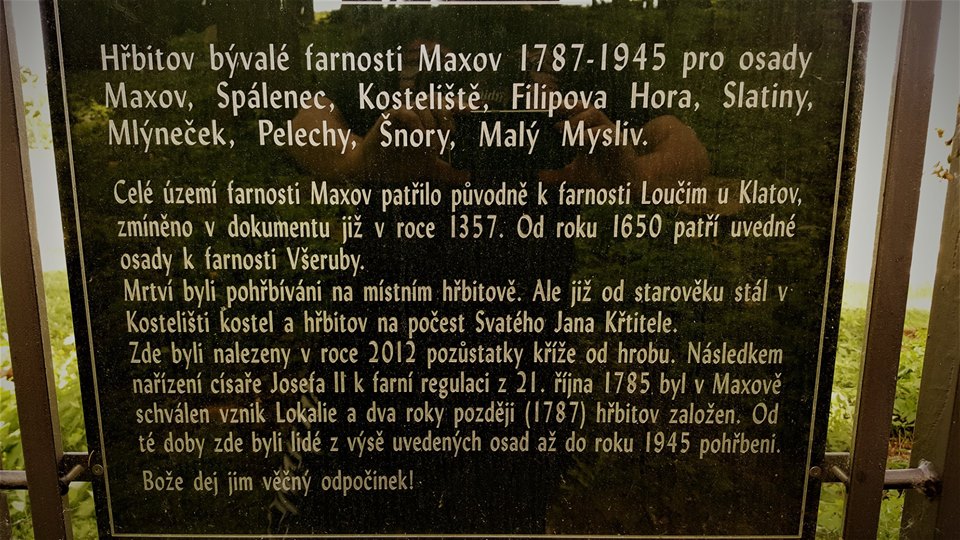 Hřbitov bývalé farnosti Maxov 1787-1945 pro osady
Maxov, Spálenec, Kosteliště, Filipova Hora, Slatiny,
Mlýneček, Pelechy, Šnory, Malý Mysliv.
Celé území farnosti Maxov patřilo původně k farnosti Loučim u Klatov,
zmíněno v dokumentu již v roce 1357. Od roku 1650 patří uvedné
osady k farnosti Všeruby.
Mrtví byli pohřbíváni na místním hřbitově. Ale již od starověku stál v
Kostelišti kostel a hřbitov na počest Svatého Jana Křtitele.
Zde byli nalezeny v roce 2012 pozůstatky kříže od hrobu. Následkem
nařízení císaře Josefa II k farní regulaci z 21. října 1785 byl v Maxově
schválen vznik Lokalie a dva roky později (1787) hřbitov založen. Od
té doby zde byli lidé z výsě uvedených osad až do roku 1945 pohřbeni.
Bože dej jim věčný odpočinek!